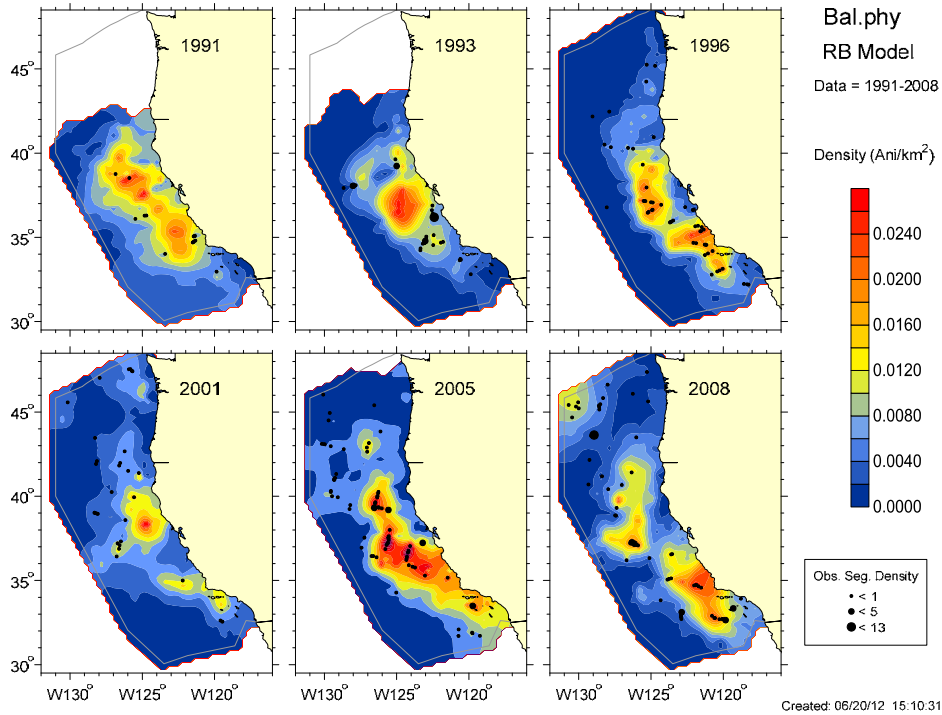 1991
1993
1996
Bal.phy
RB Model
Data = 1991-2008
45°
40°
35°
30°
Density (Ani/km²)
0.0240
0.0200
0.0160
0.0120
0.0080
0.0040
0.0000
2001
2005
2008
45°
40°
35°
30°
W130° W125° W120°
W130° W125° W120°
W130° W125° W120°
Obs. Seg. Density
< 1
< 5
< 13
Created: 06/20/12 15:10:31